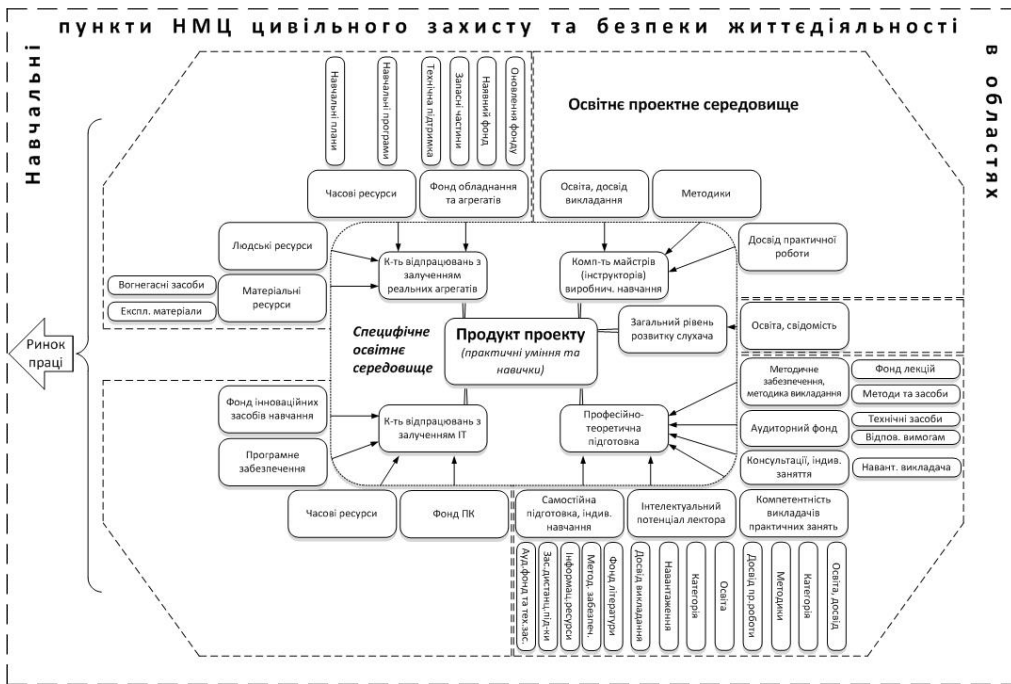 пункти НМЦ цивільного захисту та безпеки життєдіяльності
Навчальні
в областях
Навчальні плани
Навчальні програми
Технічна підтримка
Запасні частини
Наявний фонд
Оновлення фонду
Освітнє проектне середовище
Часові ресурси
Фонд обладнання
та агрегатів
Освіта, досвід
викладання
Методики
Людські ресурси
К-ть відпрацювань з
залученням
реальних агрегатів
Комп-ть майстрів
(інструкторів)
виробнич. навчання
Досвід практичної
роботи
Вогнегасні засоби
Експл. матеріали
Матеріальні
ресурси
Специфічне
освітнє
середовище
Продукт проекту
(практичні уміння та
навички)
Загальний рівень
розвитку слухача
Освіта, свідомість
Ринок
праці
Фонд інноваційних
засобів навчання
К-ть відпрацювань з
залученням ІТ
Професійно-
теоретична
підготовка
Методичне
забезпечення,
методика викладання
Фонд лекцій
Методи та засоби
Аудиторний фонд
Технічні засоби
Відпов. вимогам
Програмне
забезпечення
Консультації, індив.
заняття
Навант. викладача
Часові ресурси
Фонд ПК
Самостійна
підготовка, індив.
навчання
Інтелектуальний
потенціал лектора
Компетентність
викладачів
практичних занять
Ауд.фонд та тех.зас.
Зас.дистанц.під-ки
Інформац.ресурси
Метод. забезпеч.
Фонд літератури
Досвід викладання
Навантаження
Категорія
Освіта
Досвід пр.роботи
Методики
Категорія
Освіта, досвід